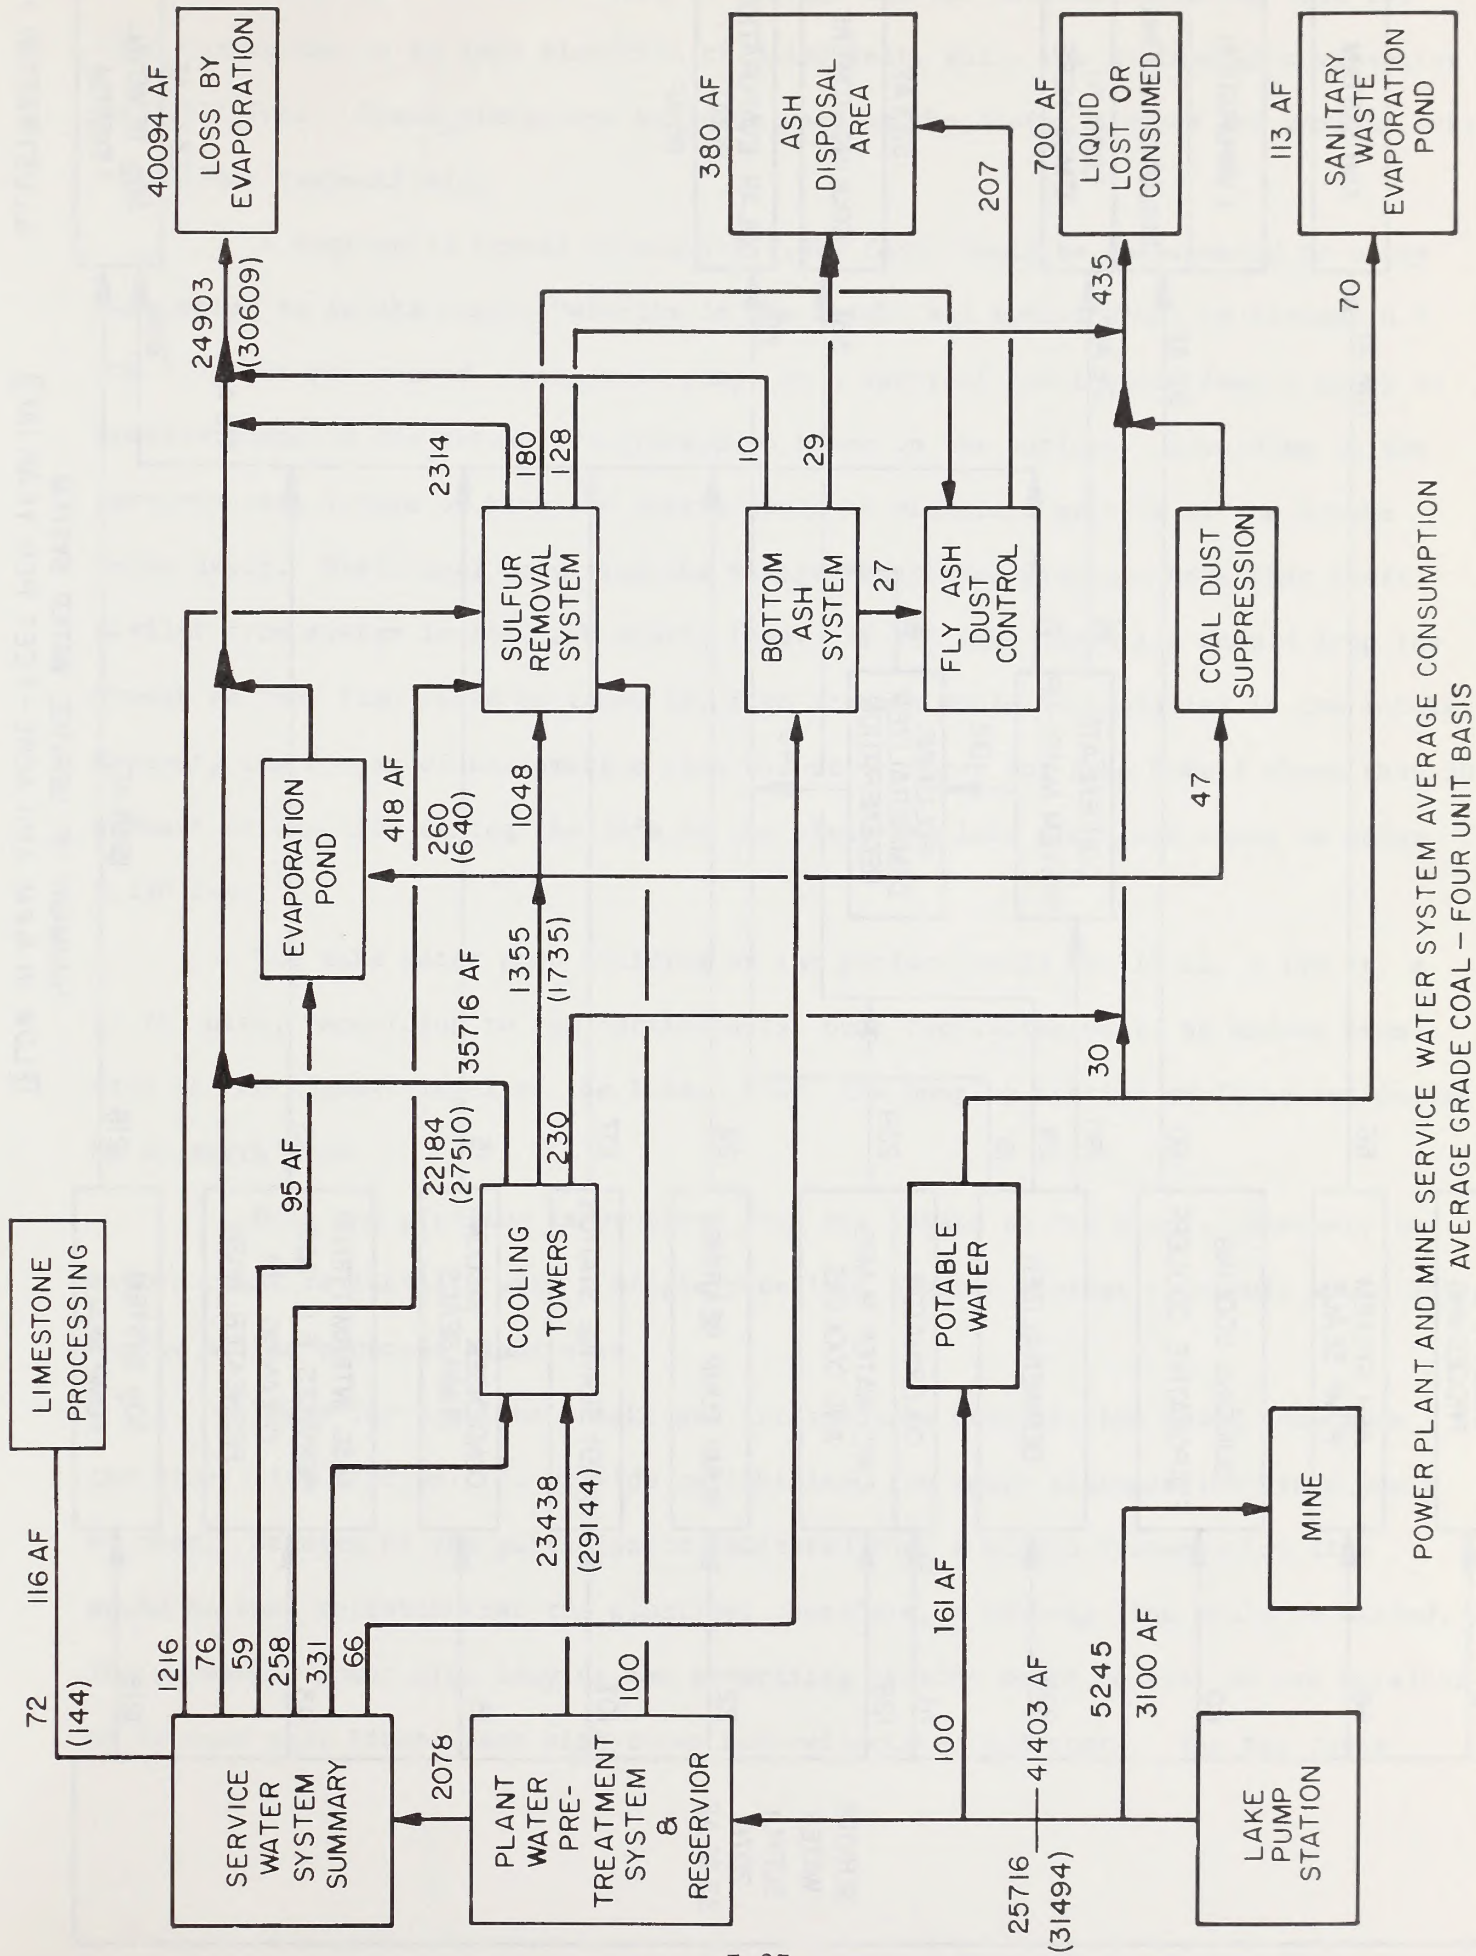 LIMESTONE
PROCESSING
72
(144)
116 AF
SERVICE
WATER
SYSTEM
SUMMARY
1216
76
59
258
331
66
2078
PLANT
WATER
PRE-
TREATMENT
SYSTEM
&
RESERVIOR
23438
(29144)
100
95 AF
22184
(27510)
35716 AF
COOLING
TOWERS
1355
(1735)
230
EVAPORATION
POND
418 AF
260
(640)
1048
SULFUR
REMOVAL
SYSTEM
2314
180
128
24903
(30609)
40094 AF
LOSS BY
EVAPORATION
BOTTOM
ASH
SYSTEM
10
29
27
FLY ASH
DUST
CONTROL
207
380 AF
ASH
DISPOSAL
AREA
25716
(31494)
41403 AF
100
161 AF
POTABLE
WATER
30
47
COAL DUST
SUPPRESSION
435
700 AF
LIQUID
LOST OR
CONSUMED
70
113 AF
SANITARY
WASTE
EVAPORATION
POND
LAKE
PUMP
STATION
5245
3100 AF
MINE
POWER PLANT AND MINE SERVICE WATER SYSTEM AVERAGE CONSUMPTION
AVERAGE GRADE COAL – FOUR UNIT BASIS